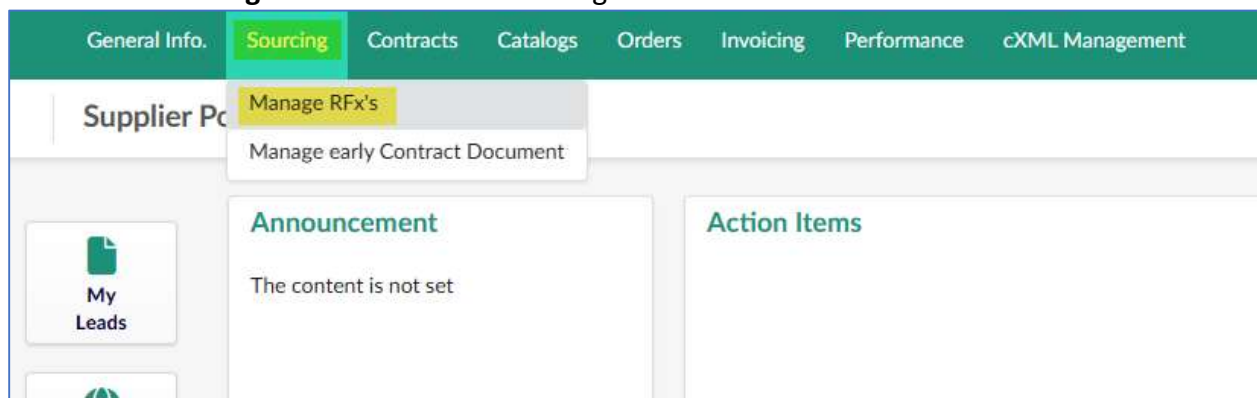 General Info. Sourcing Contracts Catalogs Orders Invoicing Performance cXML Management
Supplier
Manage RFx's
Manage early Contract Document
Announcement
The content is not set
Action Items
My
Leads